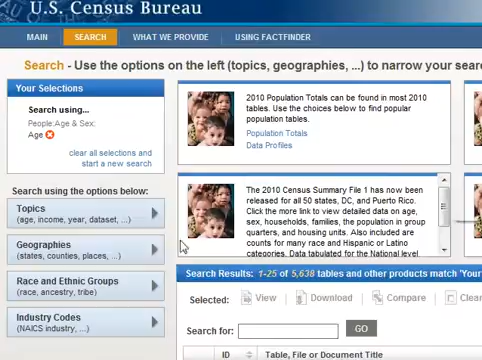 U.S. Census Bureau
MAIN
SEARCH
WHAT WE PROVIDE
USING FACTFINDER
Search - Use the options on the left (topics, geographies, ...) to narrow your
Your Selections
Search using...
People:Age & Sex:
Age
clear all selections and
start a new search
Search using the options below:
Topics
(age, income, year, dataset, ...)
Geographies
(states, counties, places, ...)
Race and Ethnic Groups
(race, ancestry, tribe)
Industry Codes
(NAICS industry, ...)
2010 Population Totals can be found in most 2010
tables. Use the choices below to find popular
population tables.
Population Totals
Data Profiles
The 2010 Census Summary File 1 has now been
released for all 50 states, DC, and Puerto Rico.
Click the more link to view detailed data on age,
sex, households, families, the population in group
quarters, and housing units. Also included are
counts for many race and Hispanic or Latino
categories. Data tabulated for the National level
Search Results: 1-25 of 5,638 tables and other products match 'Your
Selected:
View
Download
Compare
Clea
Search for:
GO
ID
Table, File or Document Title